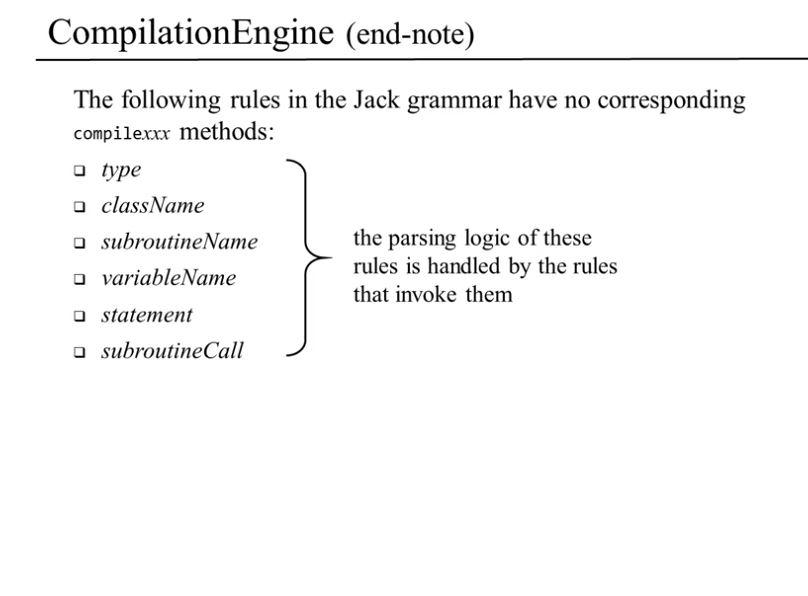 CompilationEngine (end-note)
The following rules in the Jack grammar have no corresponding
compilexxx methods:
❑ type
❑ className
❑ subroutineName
❑ variableName
❑ statement
❑ subroutineCall
the parsing logic of these
rules is handled by the rules
that invoke them